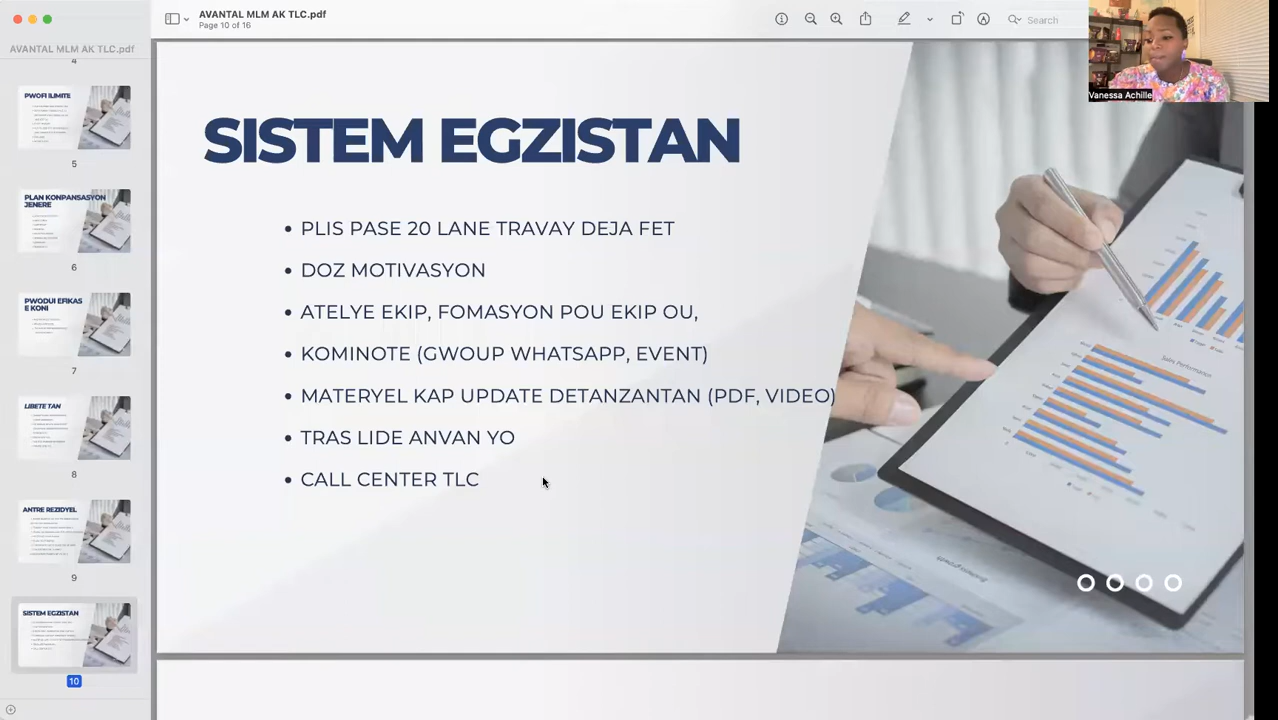 AVANTAL MLM AK TLC.pdf
Page 10 of 16
Search
Vanessa Achille
AVANTAL MLM AK TLC.pdf
4
PWOFI ILIMITE
5
PLAN KONPANSASYON
JENERE
6
PWODUI EFIKAS
E KONI
7
LIBETE TAN
8
ANTRE REZIDYEL
9
SISTEM EGZISTAN
10
SISTEM EGZISTAN
• PLIS PASE 20 LANE TRAVAY DEJA FET
• DOZ MOTIVASYON
• ATELYE EKIP, FOMASYON POU EKIP OU,
• KOMINOTE (GWOUP WHATSAPP, EVENT)
• MATERYEL KAP UPDATE DETANZANTAN (PDF, VIDEO)
• TRAS LIDE ANVAN YO
• CALL CENTER TLC
Sales Performance